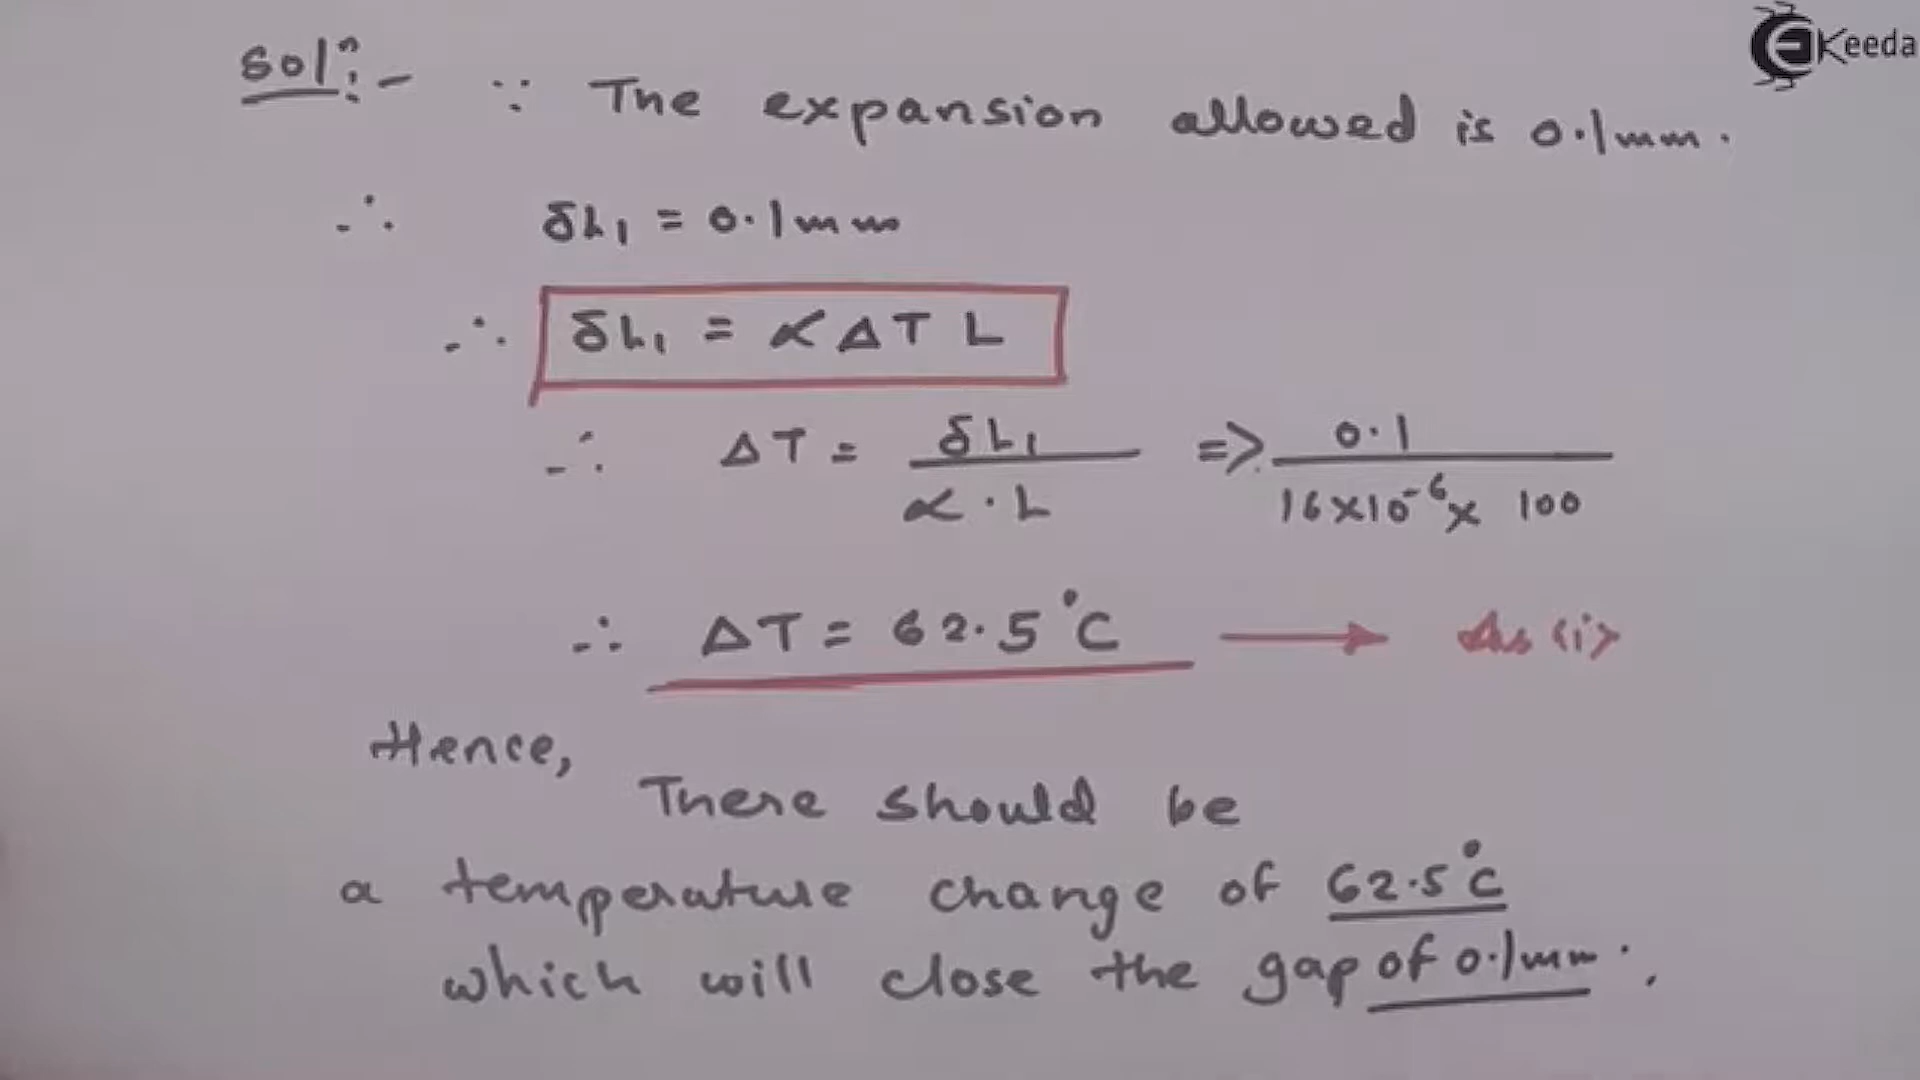 Ekeeda
Solⁿ:- ∵ The expansion allowed is 0.1mm.
∴ δL₁ = 0.1mm
∴ δL₁ = αΔTL
∴ ΔT = δL₁ / α·L => 0.1 / 16×10⁻⁶× 100
∴ ΔT = 62.5°C → Ans (i)
Hence,
There should be
a temperature change of 62.5°C
which will close the gap of 0.1mm.